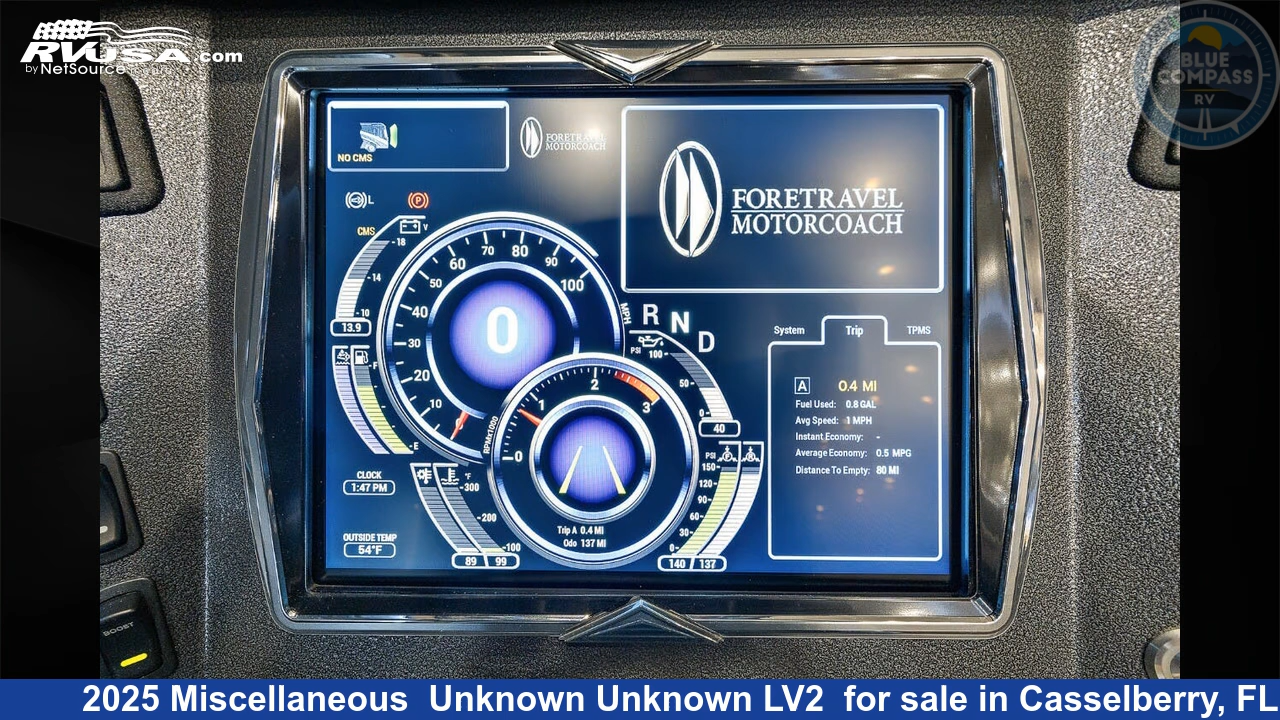 RVUSA.com
by NetSource
BLUE
COMPASS
RV
NO CMS
FORETRAVEL
MOTORCOACH
FORETRAVEL
MOTORCOACH
L
P
CMS
V
18
14
10
13.9
F
E
0
10
20
30
40
50
60
70
80
90
100
MPH
0
R
N
D
PSI
100
50
0
40
RPMx1000
0
1
2
3
Trip A 0.4 MI
Odo 137 MI
System
Trip
TPMS
A 0.4 MI
Fuel Used: 0.8 GAL
Avg Speed: 1 MPH
Instant Economy: -
Average Economy: 0.5 MPG
Distance To Empty: 80 MI
CLOCK
1:47 PM
OUTSIDE TEMP
54°F
°F
300
200
100
89 99
PSI
150
120
90
60
30
0
140 137
BOOST
2025 Miscellaneous Unknown Unknown LV2 for sale in Casselberry, FL